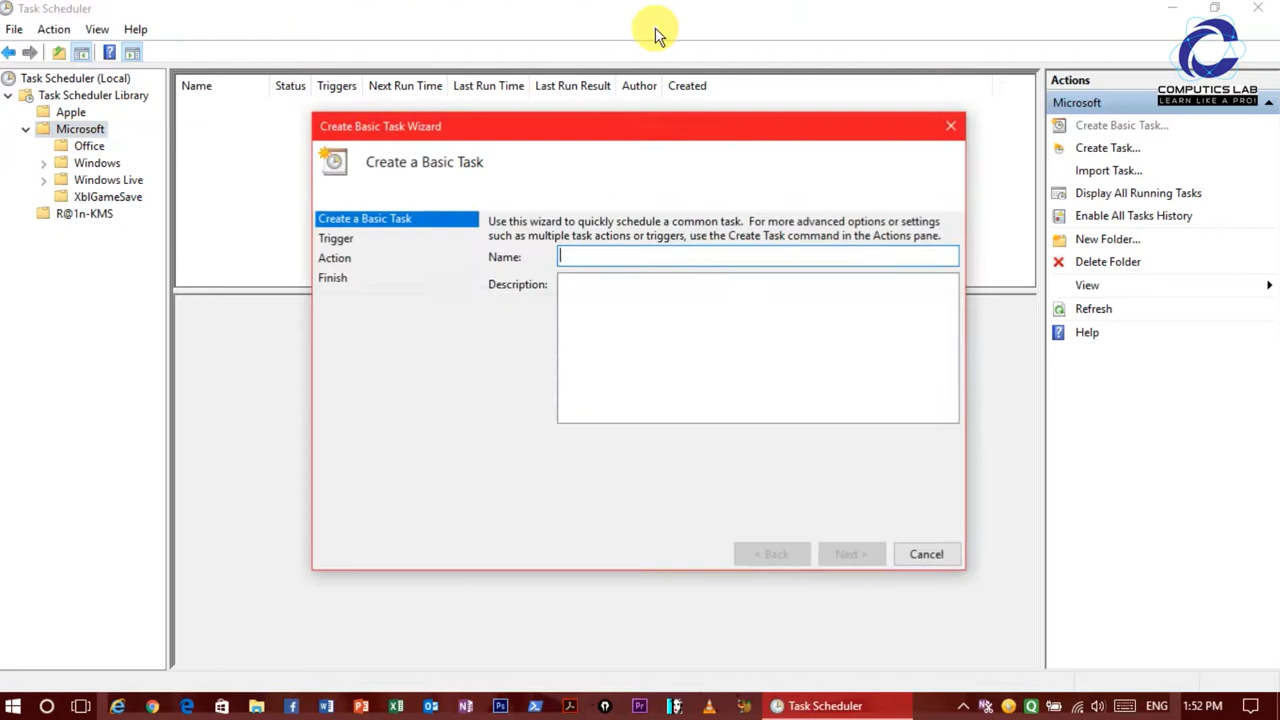 Task Scheduler
File Action View Help
COMPUTICS LAB
LEARN LIKE A PRO!
Task Scheduler (Local)
Task Scheduler Library
Apple
Microsoft
Office
Windows
Windows Live
XblGameSave
R@1n-KMS
Name Status Triggers Next Run Time Last Run Time Last Run Result Author Created
Create Basic Task Wizard
Create a Basic Task
Create a Basic Task
Trigger
Action
Finish
Use this wizard to quickly schedule a common task. For more advanced options or settings
such as multiple task actions or triggers, use the Create Task command in the Actions pane.
Name:
Description:
< Back Next > Cancel
Actions
Microsoft
Create Basic Task...
Create Task...
Import Task...
Display All Running Tasks
Enable All Tasks History
New Folder...
Delete Folder
View
Refresh
Help
Task Scheduler
ENG 1:52 PM